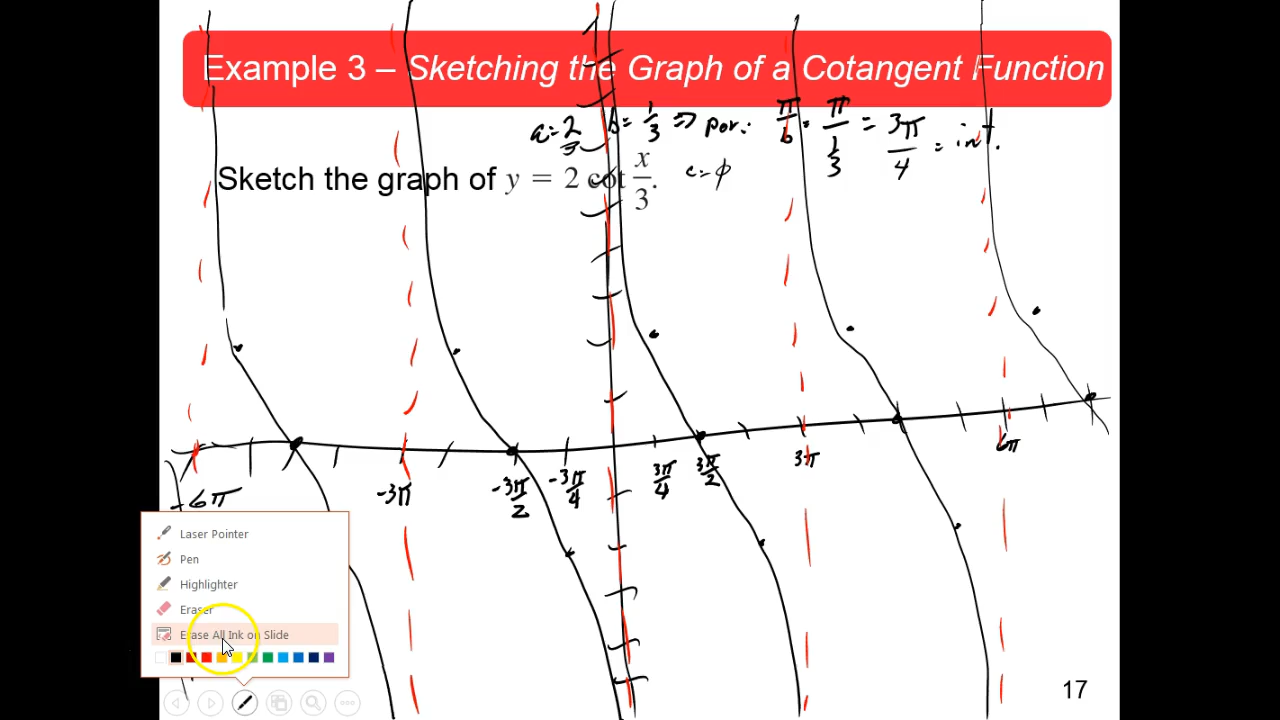 Example 3 – Sketching the Graph of a Cotangent Function
a=2 b=1/3 ⇒ per: π/b = π/(1/3) = 3π/4 = int.
Sketch the graph of y = 2 cot x/3. c=φ
-6π -3π -3π/2 -3π/4 3π/4 3π/2 3π 6π
Laser Pointer
Pen
Highlighter
Eraser
Erase All Ink on Slide
17